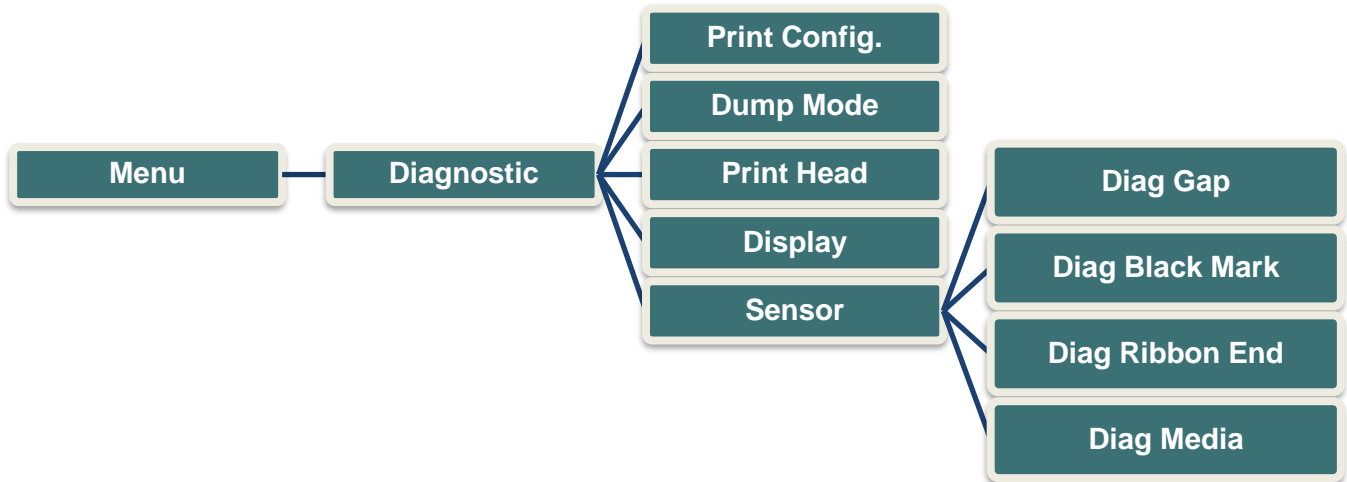 Menu
Diagnostic
Print Config.
Dump Mode
Print Head
Display
Sensor
Diag Gap
Diag Black Mark
Diag Ribbon End
Diag Media